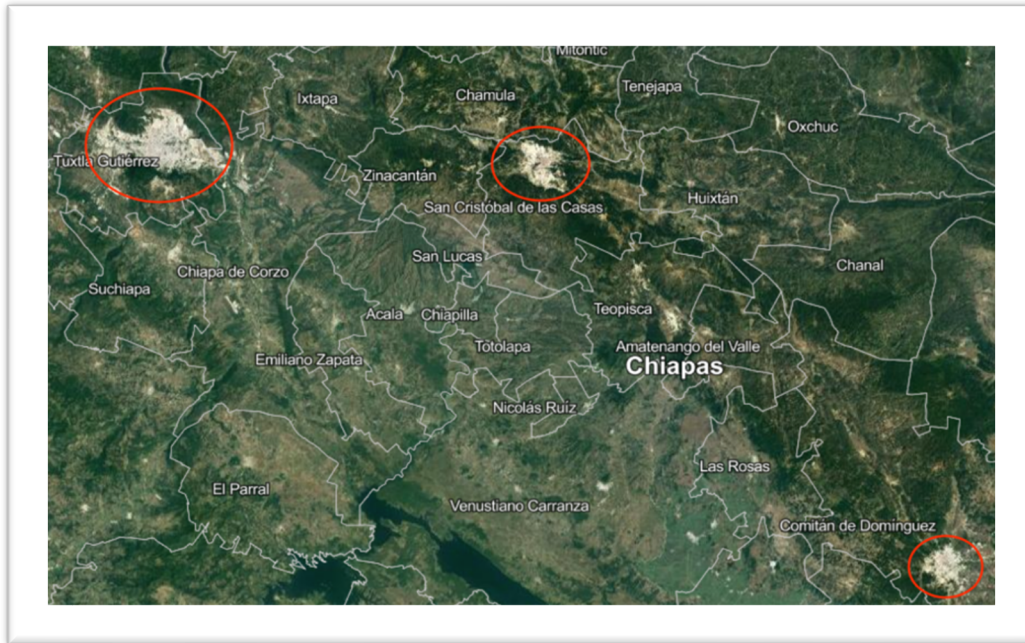 Mitontic
Tenejapa
Ixtapa
Chamula
Oxchuc
Tuxtla Gutiérrez
Zinacantán
Huixtán
San Cristóbal de las Casas
San Lucas
Chanal
Chiapa de Corzo
Suchiapa
Teopisca
Acala
Chiapilla
Totolapa
Amatenango del Valle
Emiliano Zapata
Chiapas
Nicolás Ruíz
Las Rosas
El Parral
Venustiano Carranza
Comitán de Domínguez